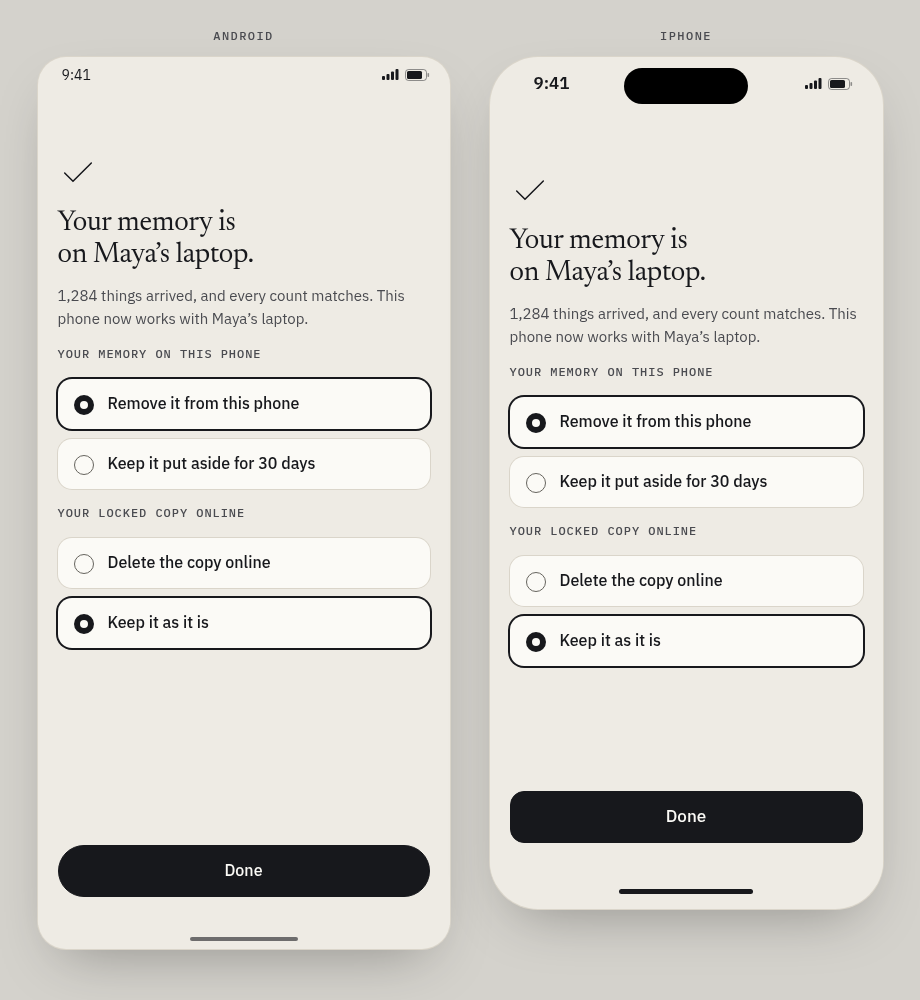 ANDROID
9:41
Your memory is
on Maya’s laptop.
1,284 things arrived, and every count matches. This
phone now works with Maya’s laptop.
YOUR MEMORY ON THIS PHONE
Remove it from this phone
Keep it put aside for 30 days
YOUR LOCKED COPY ONLINE
Delete the copy online
Keep it as it is
Done
IPHONE
9:41
Your memory is
on Maya’s laptop.
1,284 things arrived, and every count matches. This
phone now works with Maya’s laptop.
YOUR MEMORY ON THIS PHONE
Remove it from this phone
Keep it put aside for 30 days
YOUR LOCKED COPY ONLINE
Delete the copy online
Keep it as it is
Done